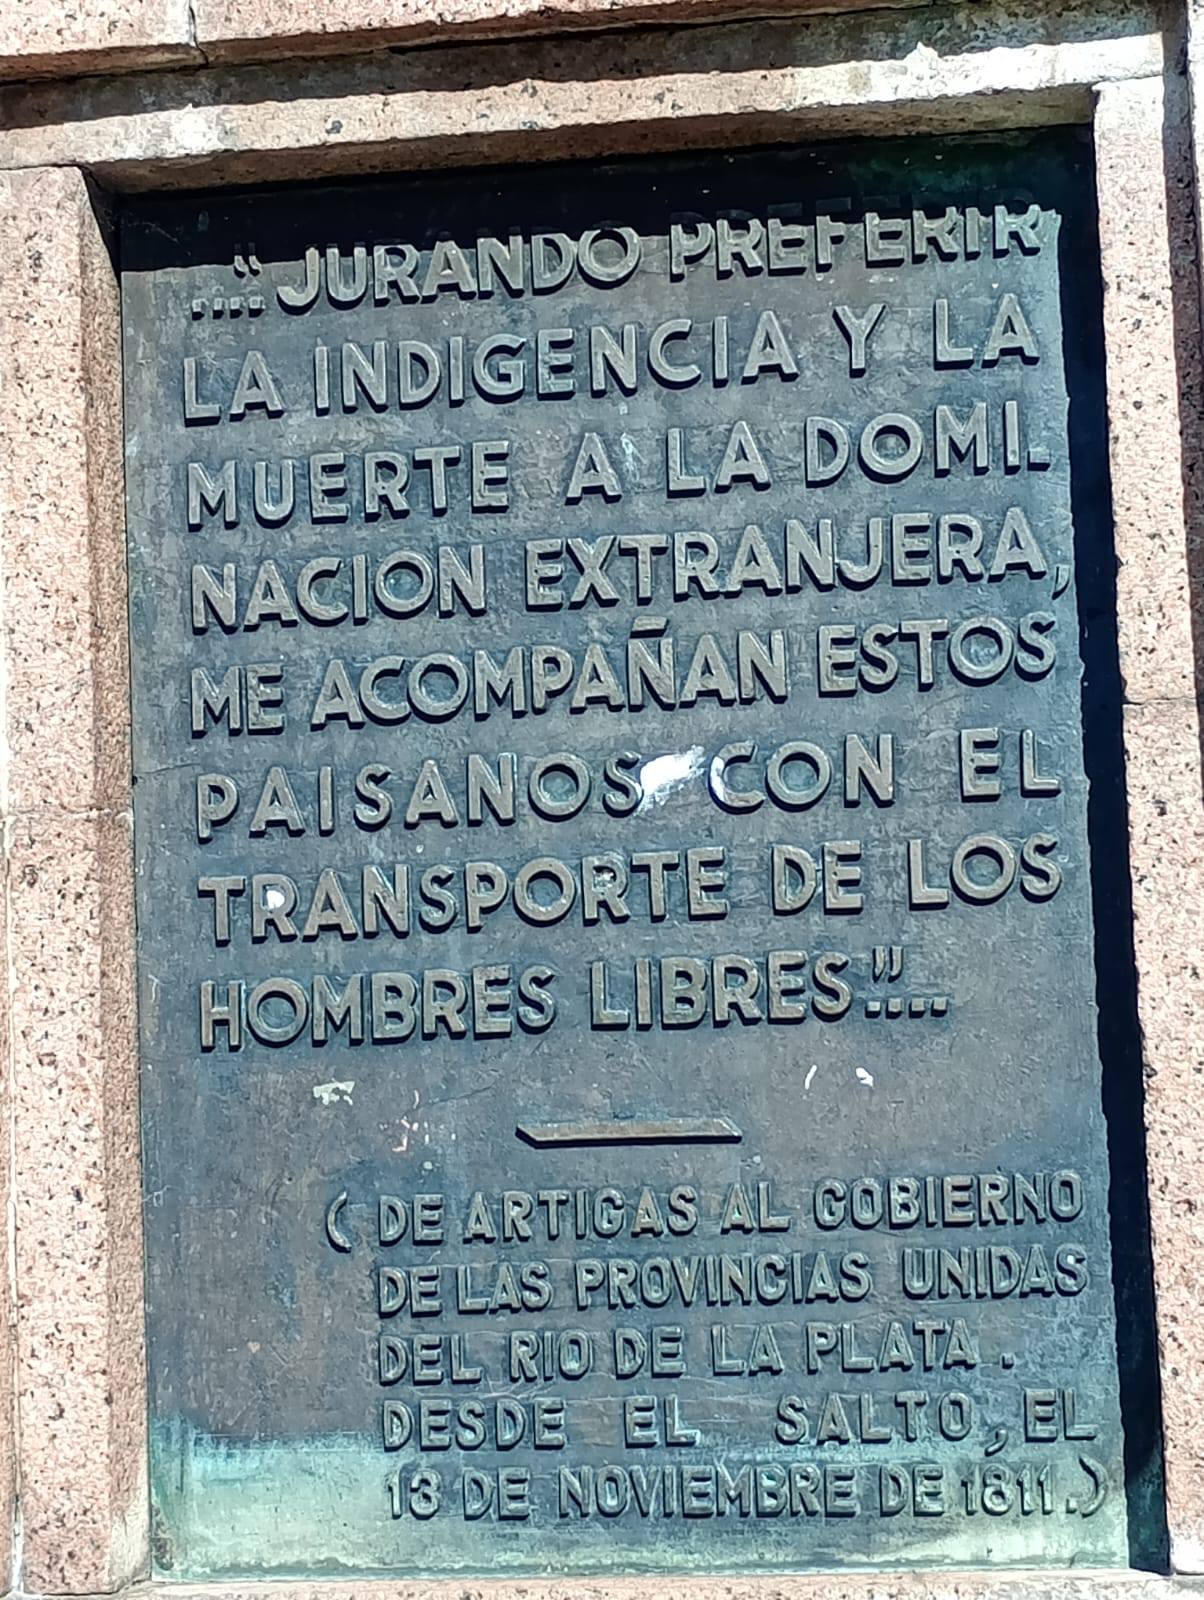 ...."JURANDO PREFERIR
LA INDIGENCIA Y LA
MUERTE A LA DOMI-
NACION EXTRANJERA,
ME ACOMPAÑAN ESTOS
PAISANOS CON EL
TRANSPORTE DE LOS
HOMBRES LIBRES"....
( DE ARTIGAS AL GOBIERNO
DE LAS PROVINCIAS UNIDAS
DEL RIO DE LA PLATA .
DESDE EL SALTO, EL
13 DE NOVIEMBRE DE 1811.)